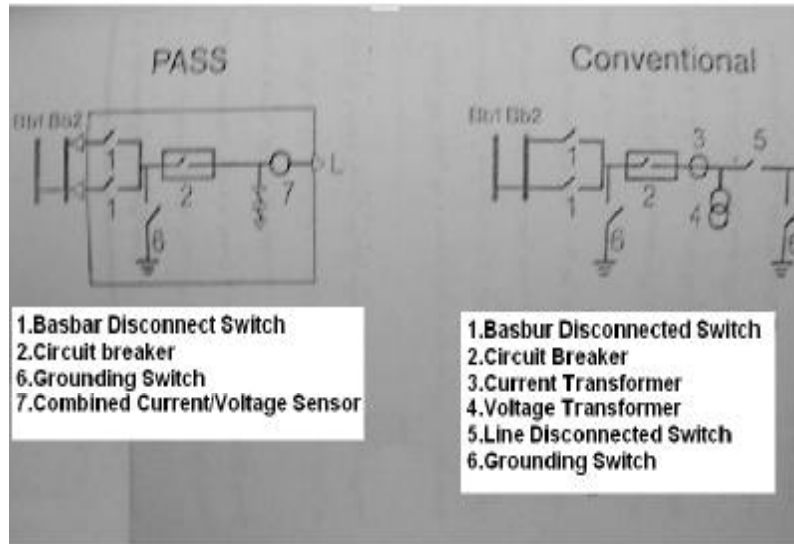 PASS
Bb1 Bb2
1
1
2
6
7
L
1.Basbar Disconnect Switch
2.Circuit breaker
6.Grounding Switch
7.Combined Current/Voltage Sensor
Conventional
Bb1 Bb2
1
1
2
3
4
5
6
6
1.Basbur Disconnected Switch
2.Circuit Breaker
3.Current Transformer
4.Voltage Transformer
5.Line Disconnected Switch
6.Grounding Switch